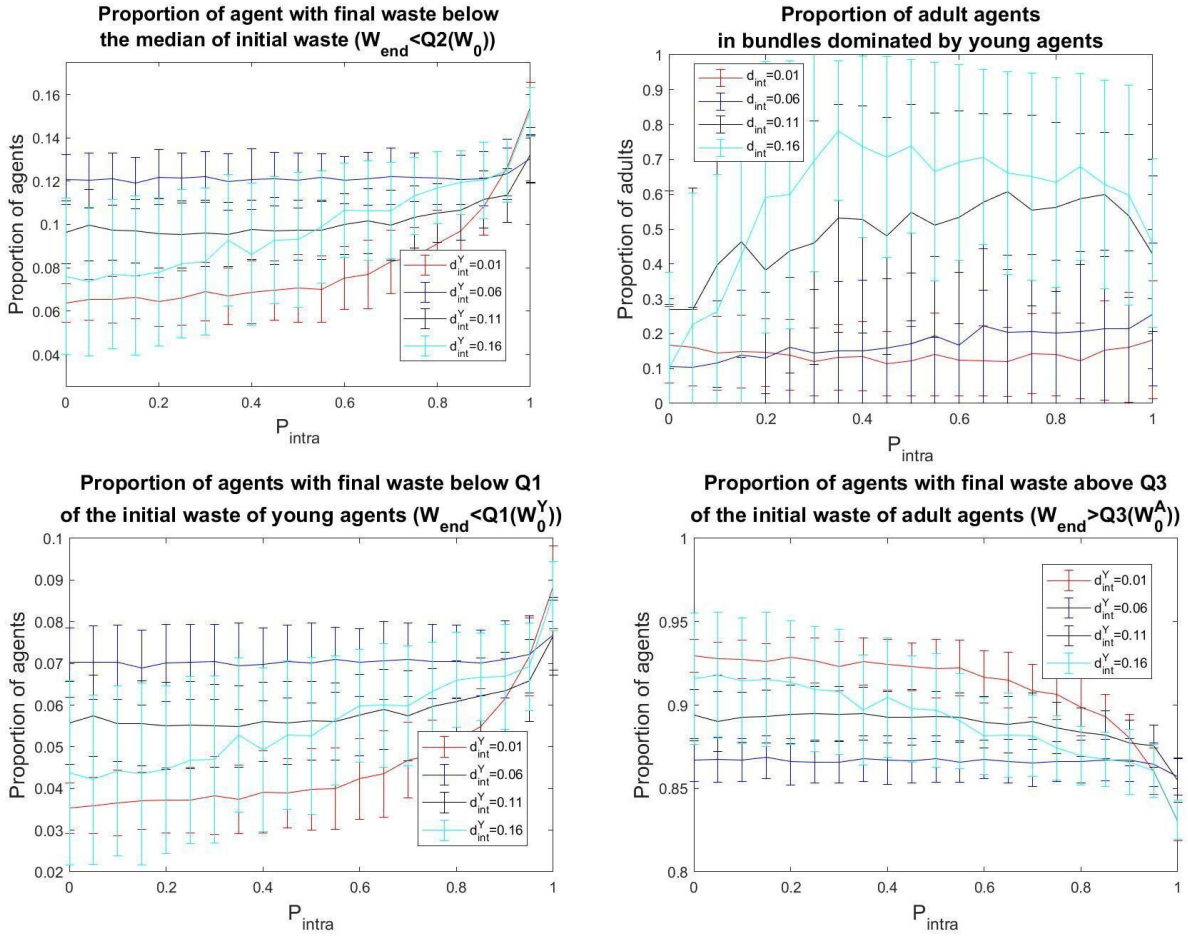 Proportion of agent with final waste below
the median of initial waste (W_end<Q2(W_0))
Proportion of agents
0.16
0.14
0.12
0.1
0.08
0.06
0.04
0
0.2
0.4
0.6
0.8
1
P_intra
d^Y_int=0.01
d^Y_int=0.06
d^Y_int=0.11
d^Y_int=0.16
Proportion of adult agents
in bundles dominated by young agents
Proportion of adults
1
0.9
0.8
0.7
0.6
0.5
0.4
0.3
0.2
0.1
0
0
0.2
0.4
0.6
0.8
1
P_intra
d_int=0.01
d_int=0.06
d_int=0.11
d_int=0.16
Proportion of agents with final waste below Q1
of the initial waste of young agents (W_end<Q1(W^Y_0))
Proportion of agents
0.1
0.09
0.08
0.07
0.06
0.05
0.04
0.03
0.02
0
0.2
0.4
0.6
0.8
1
P_intra
d^Y_int=0.01
d^Y_int=0.06
d^Y_int=0.11
d^Y_int=0.16
Proportion of agents with final waste above Q3
of the initial waste of adult agents (W_end>Q3(W^A_0))
Proportion of agents
1
0.95
0.9
0.85
0.8
0
0.2
0.4
0.6
0.8
1
P_intra
d^Y_int=0.01
d^Y_int=0.06
d^Y_int=0.11
d^Y_int=0.16